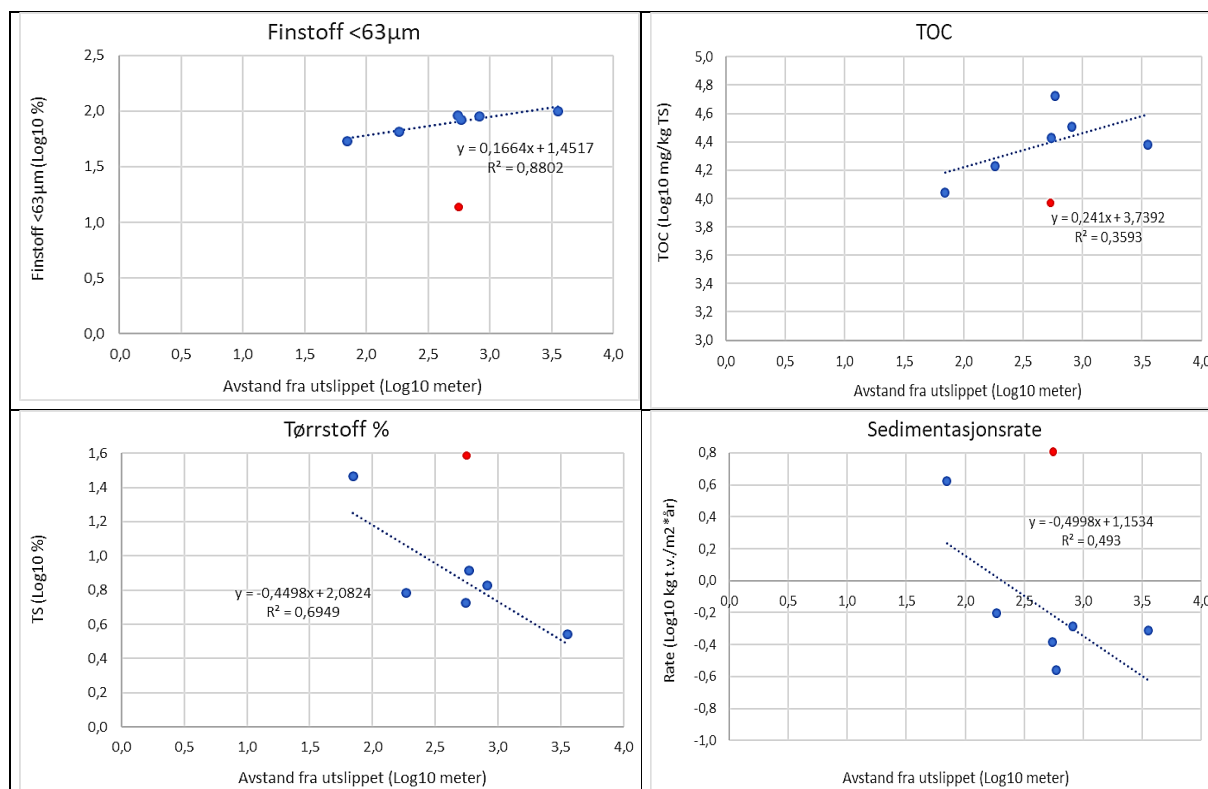 Finstoff <63µm
Finstoff <63µm (Log10 %)
2,5
2,0
1,5
1,0
0,5
0,0
y = 0,1664x + 1,4517
R² = 0,8802
0,0 0,5 1,0 1,5 2,0 2,5 3,0 3,5 4,0
Avstand fra utslippet (Log10 meter)
TOC
TOC (Log10 mg/kg TS)
5,0
4,8
4,6
4,4
4,2
4,0
3,8
3,6
3,4
3,2
3,0
y = 0,241x + 3,7392
R² = 0,3593
0,0 0,5 1,0 1,5 2,0 2,5 3,0 3,5 4,0
Avstand fra utslippet (Log10 meter)
Tørrstoff %
TS (Log10 %)
1,6
1,4
1,2
1,0
0,8
0,6
0,4
0,2
0,0
y = -0,4498x + 2,0824
R² = 0,6949
0,0 0,5 1,0 1,5 2,0 2,5 3,0 3,5 4,0
Avstand fra utslippet (Log10 meter)
Sedimentasjonsrate
Rate (Log10 kg t.v./m2 *år)
0,8
0,6
0,4
0,2
0,0
-0,2
-0,4
-0,6
-0,8
-1,0
y = -0,4998x + 1,1534
R² = 0,493
0,0 0,5 1,0 1,5 2,0 2,5 3,0 3,5 4,0
Avstand fra utslippet (Log10 meter)